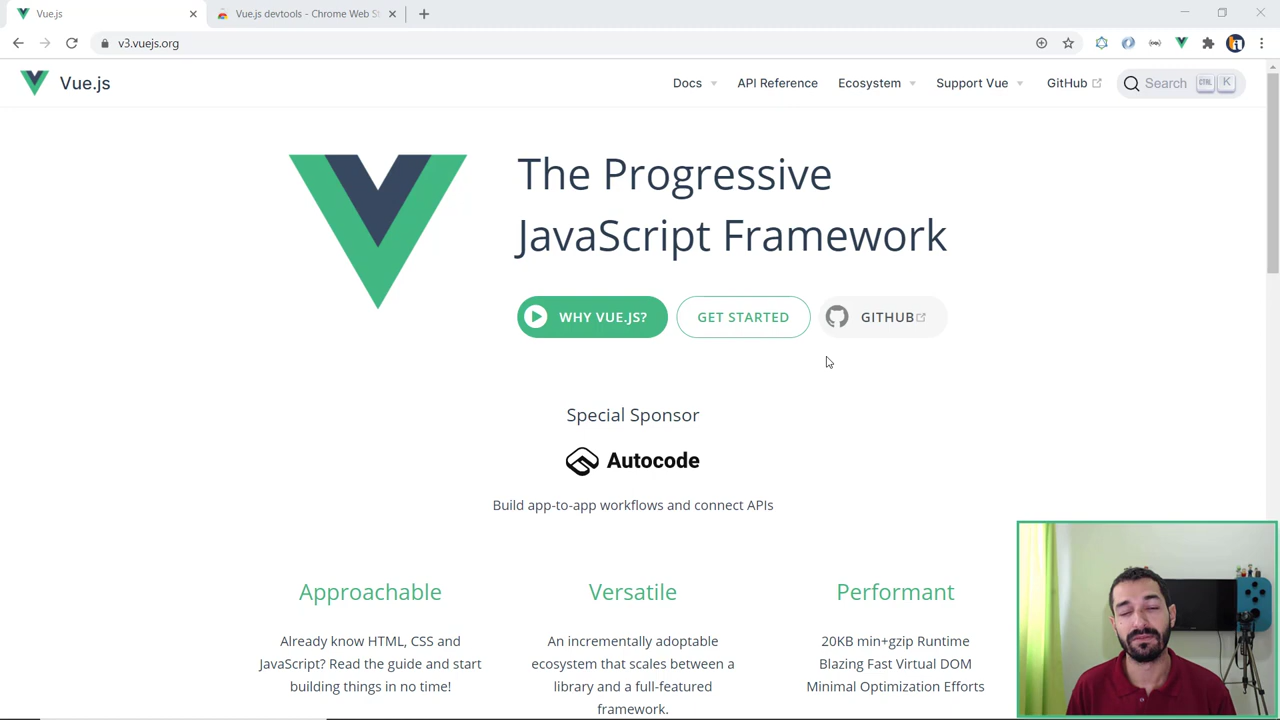 Vue.js
Vue.js devtools - Chrome Web St
v3.vuejs.org
Vue.js
Docs
API Reference
Ecosystem
Support Vue
GitHub
Search
CTRL
K
The Progressive
JavaScript Framework
WHY VUE.JS?
GET STARTED
GITHUB
Special Sponsor
Autocode
Build app-to-app workflows and connect APIs
Approachable
Already know HTML, CSS and
JavaScript? Read the guide and start
building things in no time!
Versatile
An incrementally adoptable
ecosystem that scales between a
library and a full-featured
framework.
Performant
20KB min+gzip Runtime
Blazing Fast Virtual DOM
Minimal Optimization Efforts